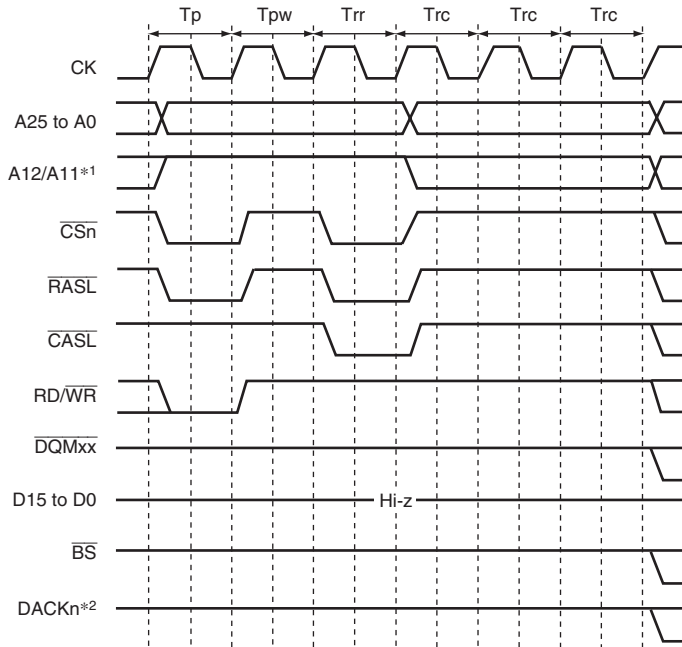 Tp Tpw Trr Trc Trc Trc
CK
A25 to A0
A12/A11*1
CSn
RASL
CASL
RD/WR
DQMxx
D15 to D0 Hi-z
BS
DACKn*2